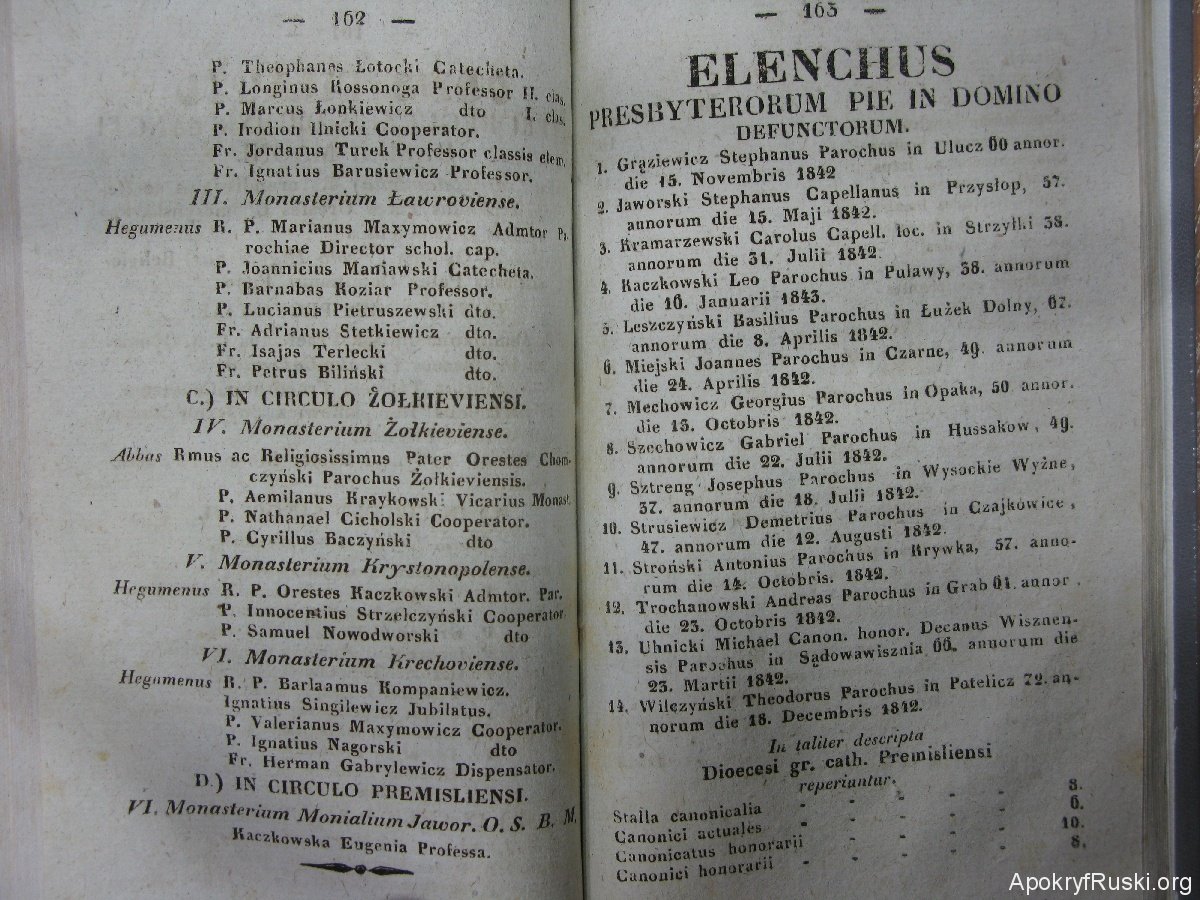 — 162 —
P. Theophanes Łotocki Catecheta.
P. Longinus Kossonoga Professor II. clas.
P. Marcus Łonkiewicz dto I. clas.
P. Irodion Ilnicki Cooperator.
Fr. Jordanus Turek Professor classis elem.
Fr. Ignatius Barusiewicz Professor.
III. Monasterium Ławroviense.
Hegumenus R. P. Marianus Maxymowicz Admtor Pa-
rochiae Director schol. cap.
P. Joannicius Maniawski Catecheta.
P. Barnabas Koziar Professor.
P. Lucianus Pietruszewski dto.
Fr. Adrianus Stetkiewicz dto.
Fr. Isajas Terlecki dto.
Fr. Petrus Biliński dto.
C.) IN CIRCULO ŻOŁKIEVIENSI.
IV. Monasterium Żołkieviense.
Abbas Rmus ac Religiosissimus Pater Orestes Chom-
czyński Parochus Żołkieviensis.
P. Aemilanus Kraykowski Vicarius Monast.
P. Nathanael Cicholski Cooperator.
P. Cyrillus Baczyński dto
V. Monasterium Krystonopolense.
Hegumenus R. P. Orestes Kaczkowski Admtor. Par.
P. Innocentius Strzelczyński Cooperator
P. Samuel Nowodworski dto
VI. Monasterium Krechoviense.
Hegumenus R. P. Barlaamus Kompaniewicz.
Ignatius Singilewicz Jubilatus.
P. Valerianus Maxymowicz Cooperator.
P. Ignatius Nagorski dto
Fr. Herman Gabrylewicz Dispensator.
D.) IN CIRCULO PREMISLIENSI.
VI. Monasterium Monialium Jawor. O. S. B. M.
Kaczkowska Eugenia Professa.
— 163 —
ELENCHUS
PRESBYTERORUM PIE IN DOMINO
DEFUNCTORUM.
1. Grąziewicz Stephanus Parochus in Ulucz 60 annor.
die 15. Novembris 1842
2. Jaworski Stephanus Capellanus in Przysłop, 57.
annorum die 15. Maji 1842.
3. Kramarzewski Carolus Capell. loc. in Strzyłki 38.
annorum die 31. Julii 1842.
4. Kaczkowski Leo Parochus in Pulawy, 38. annorum
die 16. Januarii 1843.
5. Leszczyński Basilius Parochus in Łużek Dolny, 67.
annorum die 8. Aprilis 1842.
6. Miejski Joannes Parochus in Czarne, 49. annorum
die 24. Aprilis 1842.
7. Mechowicz Georgius Parochus in Opaka, 50 annor.
die 13. Octobris 1842.
8. Szechowicz Gabriel Parochus in Hussakow, 49.
annorum die 22. Julii 1842.
9. Sztreng Josephus Parochus in Wysockie Wyżne,
37. annorum die 18. Julii 1842.
10. Strusiewicz Demetrius Parochus in Czajkowice,
47. annorum die 12. Augusti 1842.
11. Stroński Antonius Parochus in Krywka, 57. anno-
rum die 14. Octobris. 1842.
12. Trochanowski Andreas Parochus in Grab 61. annor.
die 23. Octobris 1842.
13. Uhnicki Michael Canon. honor. Decanus Wisznen-
sis Parochus in Sądowawisznia 66. annorum die
23. Martii 1842.
14. Wilczyński Theodorus Parochus in Potelicz 72. an-
norum die 18. Decembris 1842.
In taliter descripta
Dioecesi gr. cath. Premisliensi
reperiuntur.
Stalla canonicalia - - - - - 8.
Canonici actuales - - - - - 6.
Canonicatus honorarii - - - - - 10.
Canonici honorarii - - - - - 8.
ApokryfRuski.org